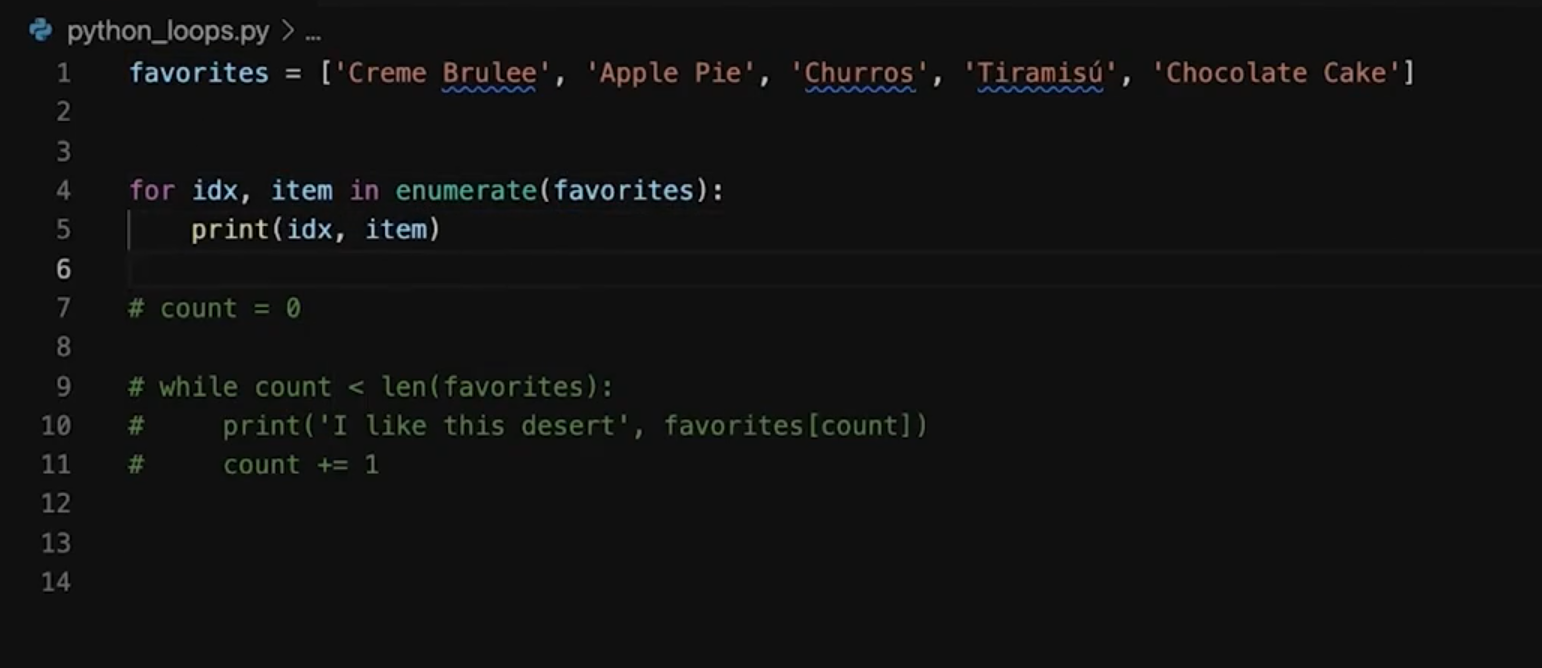 python_loops.py > ...
1 favorites = ['Creme Brulee', 'Apple Pie', 'Churros', 'Tiramisú', 'Chocolate Cake']
2
3
4 for idx, item in enumerate(favorites):
5     print(idx, item)
6
7 # count = 0
8
9 # while count < len(favorites):
10 #     print('I like this desert', favorites[count])
11 #     count += 1
12
13
14